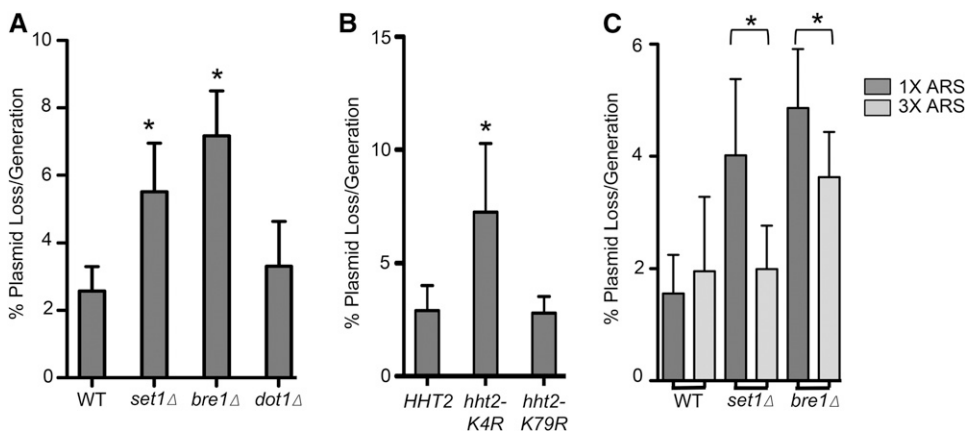 A
% Plasmid Loss/Generation
10
8
6
4
2
0
*
*
WT
set1Δ
bre1Δ
dot1Δ
B
% Plasmid Loss/Generation
15
10
5
0
*
HHT2
hht2-
K4R
hht2-
K79R
C
% Plasmid Loss/Generation
6
4
2
0
*
*
WT
set1Δ
bre1Δ
1X ARS
3X ARS